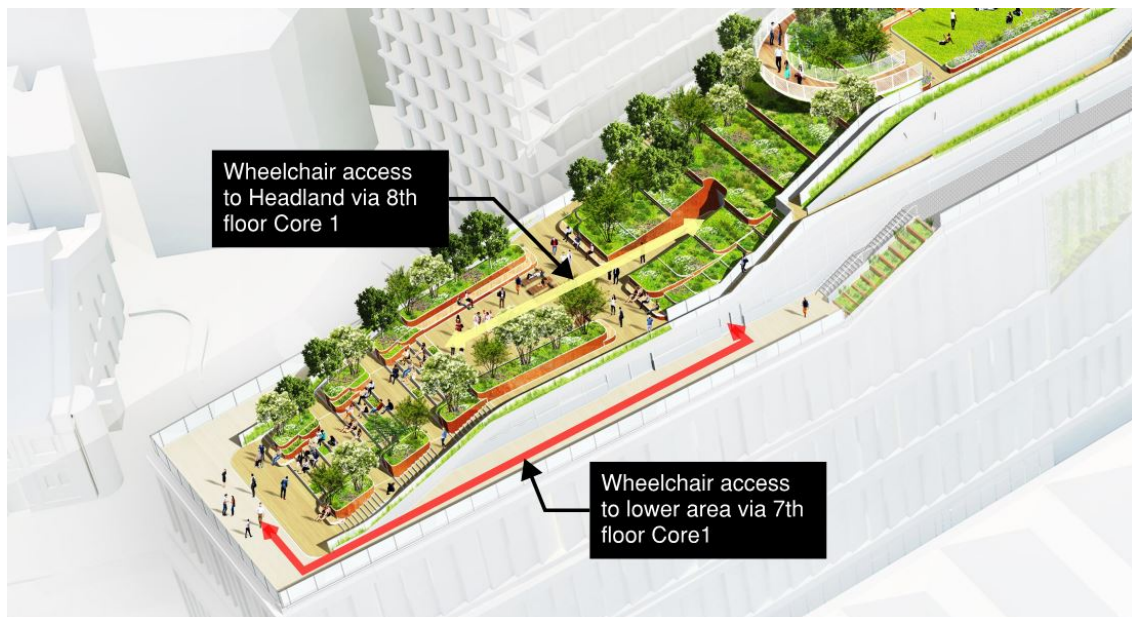 Wheelchair access
to Headland via 8th
floor Core 1
Wheelchair access
to lower area via 7th
floor Core1